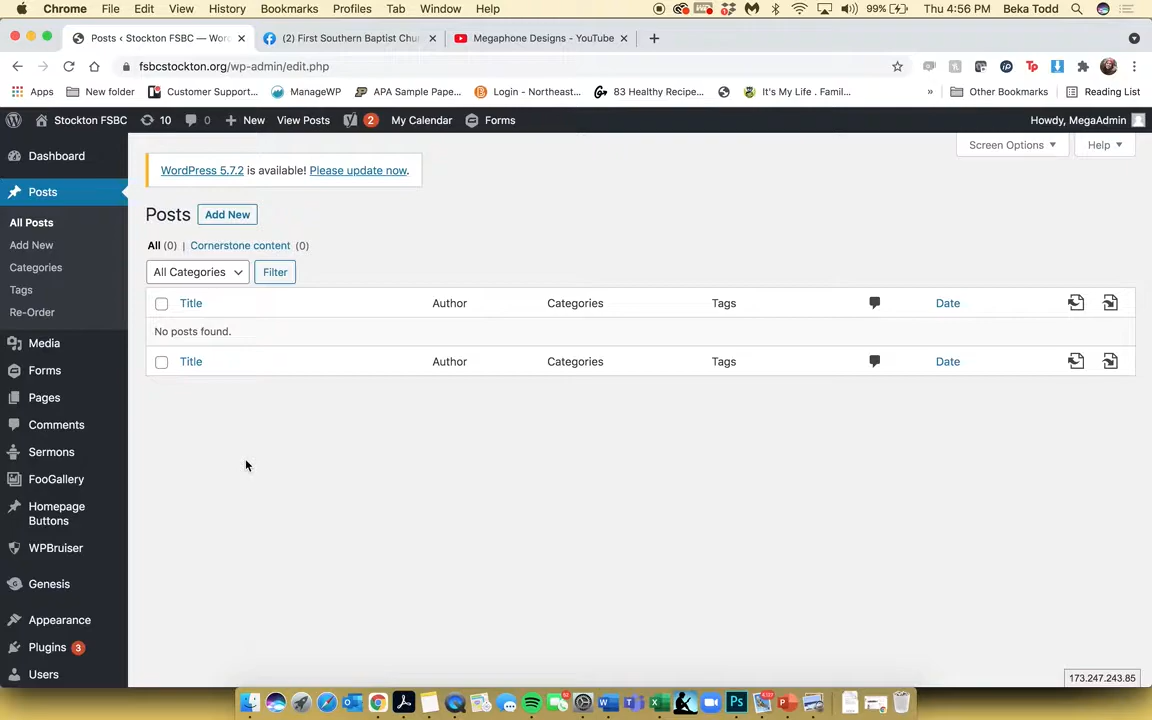 Chrome File Edit View History Bookmarks Profiles Tab Window Help 99% Thu 4:56 PM Beka Todd
Posts ‹ Stockton FSBC — Wor (2) First Southern Baptist Chu Megaphone Designs - YouTube
fsbcstockton.org/wp-admin/edit.php
Apps New folder Customer Support... ManageWP APA Sample Pape... Login - Northeast... 83 Healthy Recipe... It's My Life . Famil... » Other Bookmarks Reading List
Stockton FSBC 10 0 New View Posts 2 My Calendar Forms Howdy, MegaAdmin
Screen Options Help
Dashboard
Posts
All Posts
Add New
Categories
Tags
Re-Order
Media
Forms
Pages
Comments
Sermons
FooGallery
Homepage
Buttons
WPBruiser
Genesis
Appearance
Plugins 3
Users
WordPress 5.7.2 is available! Please update now.
Posts Add New
All (0) | Cornerstone content (0)
All Categories Filter
Title Author Categories Tags Date
No posts found.
Title Author Categories Tags Date
173.247.243.85